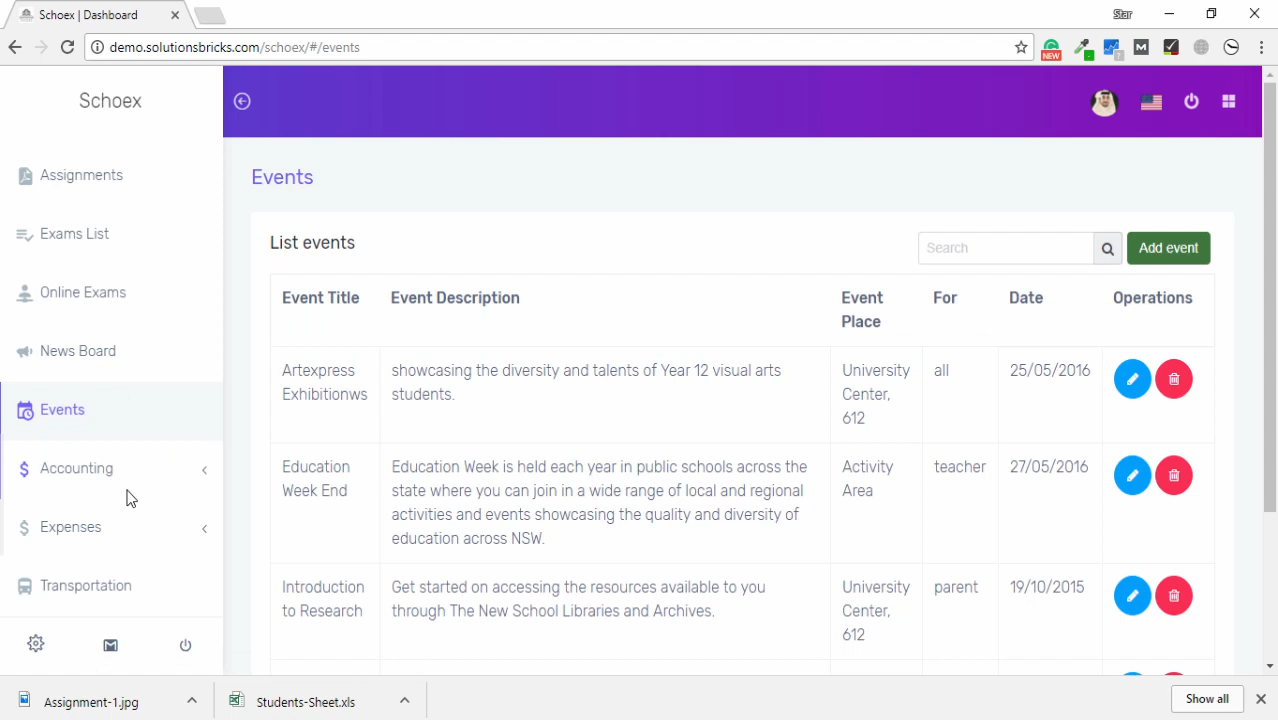 Schoex | Dashboard
Star
demo.solutionsbricks.com/schoex/#/events
NEW
Schoex
Assignments
Exams List
Online Exams
News Board
Events
Accounting
Expenses
Transportation
Events
List events
Search
Add event
Event Title
Event Description
Event
Place
For
Date
Operations
Artexpress
Exhibitionws
showcasing the diversity and talents of Year 12 visual arts
students.
University
Center,
612
all
25/05/2016
Education
Week End
Education Week is held each year in public schools across the
state where you can join in a wide range of local and regional
activities and events showcasing the quality and diversity of
education across NSW.
Activity
Area
teacher
27/05/2016
Introduction
to Research
Get started on accessing the resources available to you
through The New School Libraries and Archives.
University
Center,
612
parent
19/10/2015
Assignment-1.jpg
Students-Sheet.xls
Show all